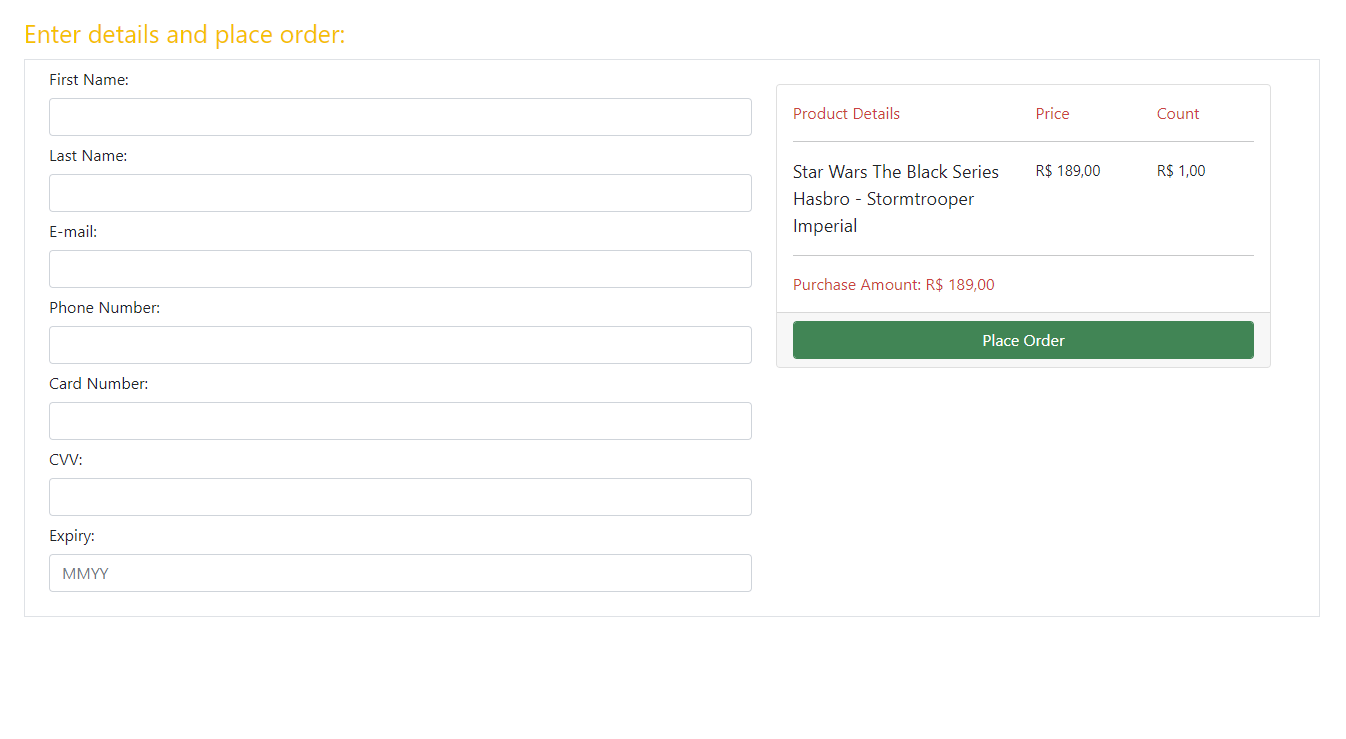 Enter details and place order:
First Name:
Last Name:
E-mail:
Phone Number:
Card Number:
CVV:
Expiry:
MMYY
Product Details Price Count
Star Wars The Black Series R$ 189,00 R$ 1,00
Hasbro - Stormtrooper
Imperial
Purchase Amount: R$ 189,00
Place Order